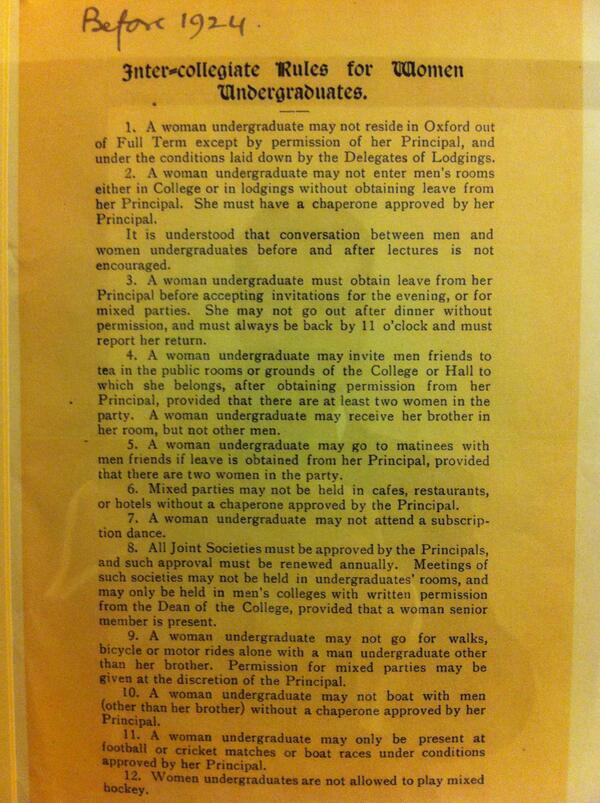 Before 1924.
Inter-collegiate Rules for Women
Undergraduates.
1. A woman undergraduate may not reside in Oxford out
of Full Term except by permission of her Principal, and
under the conditions laid down by the Delegates of Lodgings.
2. A woman undergraduate may not enter men's rooms
either in College or in lodgings without obtaining leave from
her Principal. She must have a chaperone approved by her
Principal.
It is understood that conversation between men and
women undergraduates before and after lectures is not
encouraged.
3. A woman undergraduate must obtain leave from her
Principal before accepting invitations for the evening, or for
mixed parties. She may not go out after dinner without
permission, and must always be back by 11 o'clock and must
report her return.
4. A woman undergraduate may invite men friends to
tea in the public rooms or grounds of the College or Hall to
which she belongs, after obtaining permission from her
Principal, provided that there are at least two women in the
party. A woman undergraduate may receive her brother in
her room, but not other men.
5. A woman undergraduate may go to matinees with
men friends if leave is obtained from her Principal, provided
that there are two women in the party.
6. Mixed parties may not be held in cafes, restaurants,
or hotels without a chaperone approved by the Principal.
7. A woman undergraduate may not attend a subscrip-
tion dance.
8. All Joint Societies must be approved by the Principals,
and such approval must be renewed annually. Meetings of
such societies may not be held in undergraduates' rooms, and
may only be held in men's colleges with written permission
from the Dean of the College, provided that a woman senior
member is present.
9. A woman undergraduate may not go for walks,
bicycle or motor rides alone with a man undergraduate other
than her brother. Permission for mixed parties may be
given at the discretion of the Principal.
10. A woman undergraduate may not boat with men
(other than her brother) without a chaperone approved by her
Principal.
11. A woman undergraduate may only be present at
football or cricket matches or boat races under conditions
approved by her Principal.
12. Women undergraduates are not allowed to play mixed
hockey.